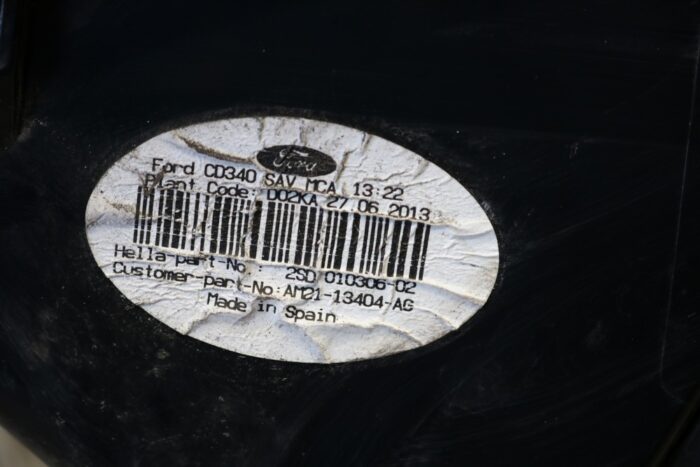 Ford
Ford CD340 SAV MCA 13:22
Plant Code: D02KA 27.06.2013
Hella-part-No.: 2SD 010306-02
Customer-part-No:AM21-13404-AG
Made in Spain